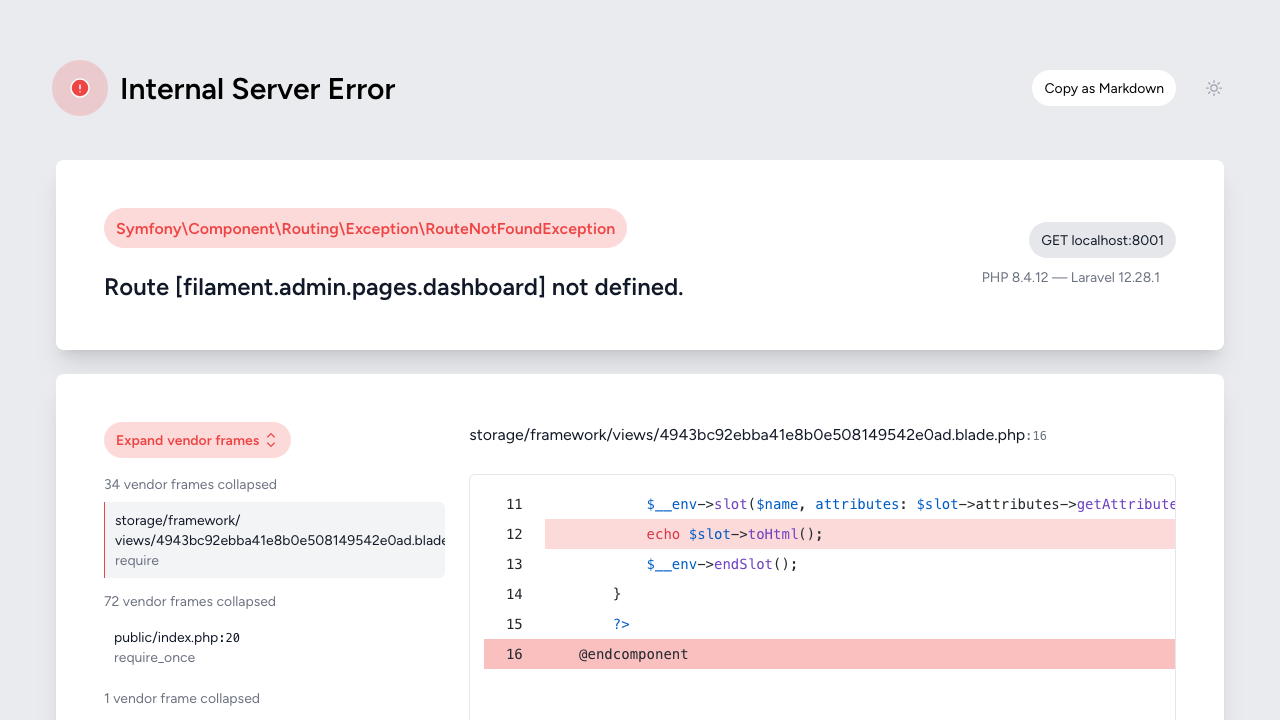 Internal Server Error
Copy as Markdown
Symfony\Component\Routing\Exception\RouteNotFoundException
GET localhost:8001
Route [filament.admin.pages.dashboard] not defined.
PHP 8.4.12 — Laravel 12.28.1
Expand vendor frames
34 vendor frames collapsed
storage/framework/
views/4943bc92ebba41e8b0e508149542e0ad.blade
require
72 vendor frames collapsed
public/index.php:20
require_once
1 vendor frame collapsed
storage/framework/views/4943bc92ebba41e8b0e508149542e0ad.blade.php:16
11 $__env->slot($name, attributes: $slot->attributes->getAttribute
12 echo $slot->toHtml();
13 $__env->endSlot();
14 }
15 ?>
16 @endcomponent